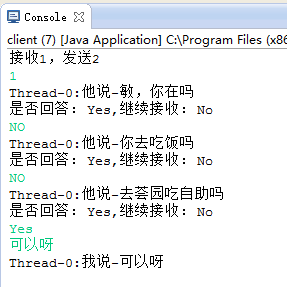 Console
client (7) [Java Application] C:\Program Files (x86
接收1，发送2
1
Thread-0:他说-敏，你在吗
是否回答：Yes,继续接收：No
NO
Thread-0:他说-你去吃饭吗
是否回答：Yes,继续接收：No
NO
Thread-0:他说-去荟园吃自助吗
是否回答：Yes,继续接收：No
Yes
可以呀
Thread-0:我说-可以呀